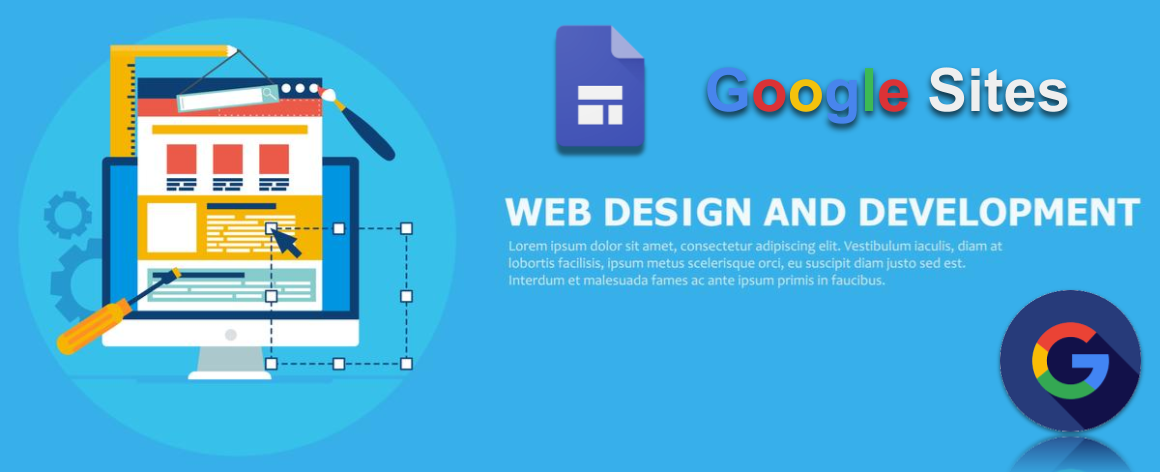 Google Sites
WEB DESIGN AND DEVELOPMENT
Lorem ipsum dolor sit amet, consectetur adipiscing elit. Vestibulum iaculis, diam at
lobortis facilisis, ipsum metus scelerisque orci, eu suscipit diam justo sed est.
Interdum et malesuada fames ac ante ipsum primis in faucibus.
G